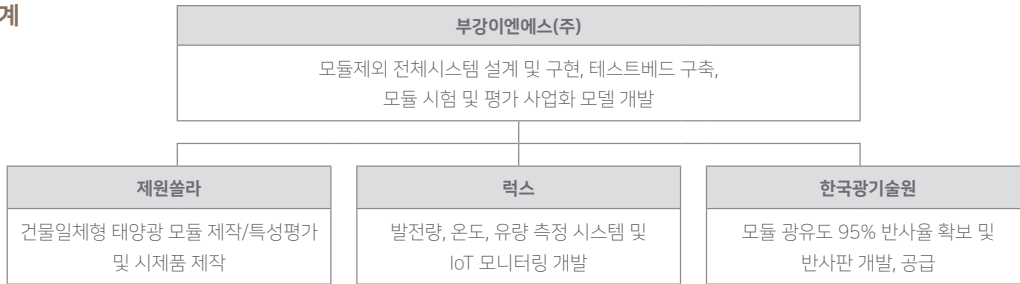 계
부강이엔에스(주)
모듈제외 전체시스템 설계 및 구현, 테스트베드 구축,
모듈 시험 및 평가 사업화 모델 개발
제원쏠라
건물일체형 태양광 모듈 제작/특성평가
및 시제품 제작
럭스
발전량, 온도, 유량 측정 시스템 및
IoT 모니터링 개발
한국광기술원
모듈 광유도 95% 반사율 확보 및
반사판 개발, 공급